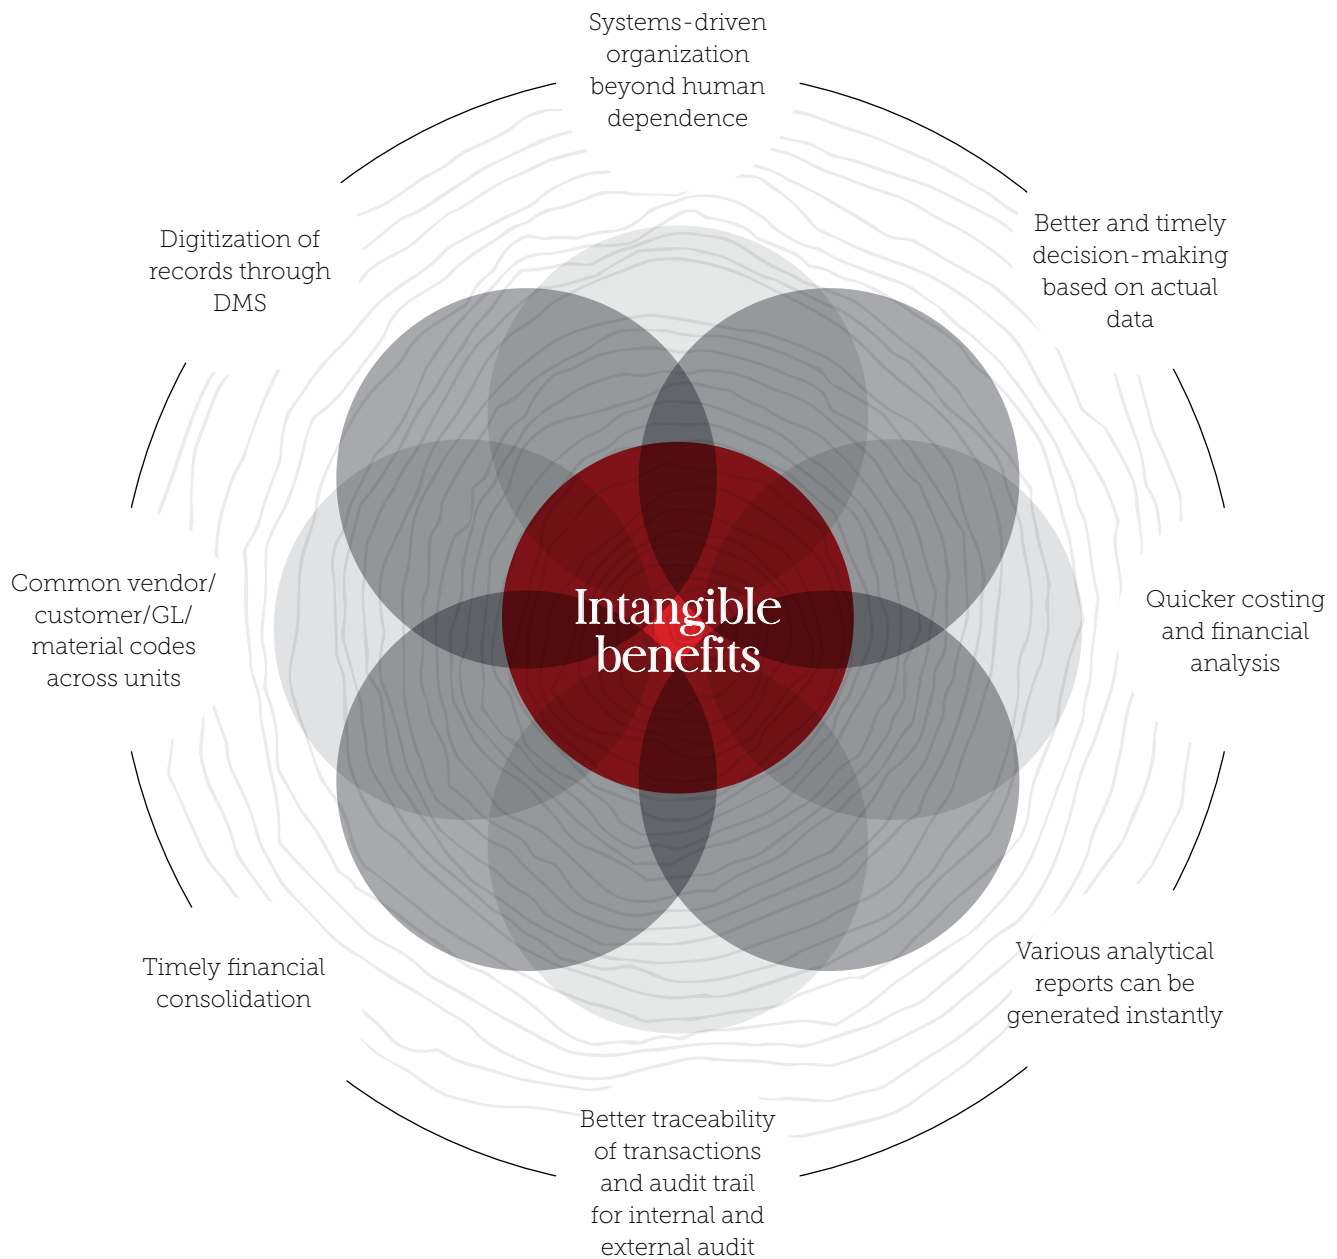 Systems-driven
organization
beyond human
dependence
Better and timely
decision-making
based on actual
data
Quicker costing
and financial
analysis
Various analytical
reports can be
generated instantly
Better traceability
of transactions
and audit trail
for internal and
external audit
Timely financial
consolidation
Common vendor/
customer/GL/
material codes
across units
Digitization of
records through
DMS
Intangible
benefits